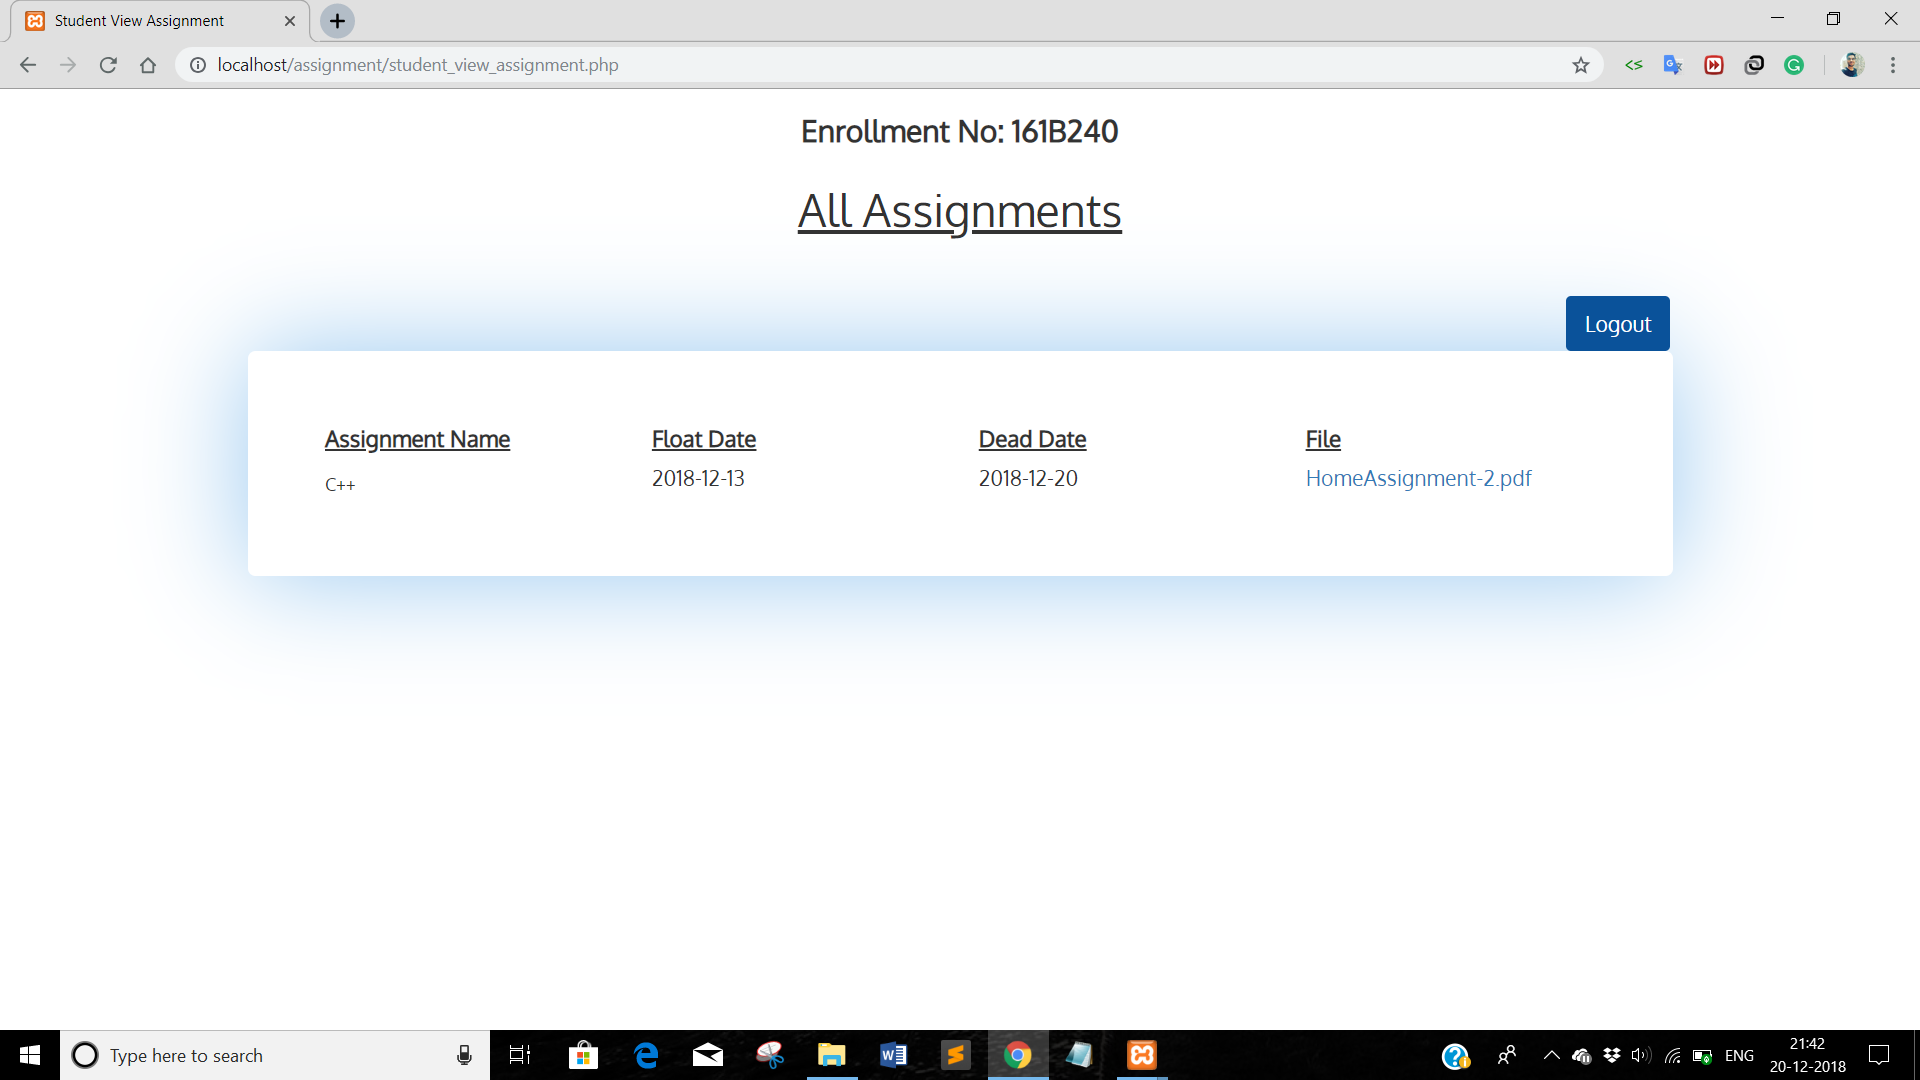 Student View Assignment
localhost/assignment/student_view_assignment.php
Enrollment No: 161B240
All Assignments
Logout
Assignment Name Float Date Dead Date File
C++ 2018-12-13 2018-12-20 HomeAssignment-2.pdf
Type here to search
ENG
21:42
20-12-2018